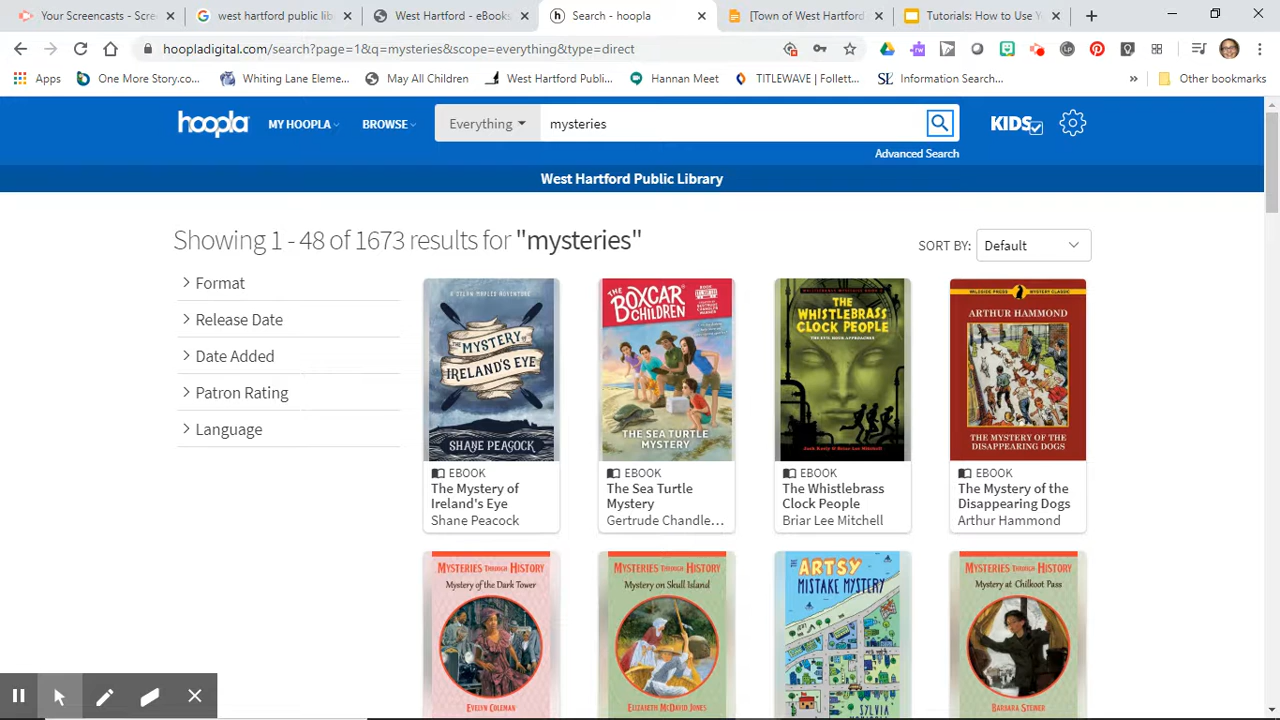 Your Screencasts - Scree
west hartford public lib
West Hartford - eBooks
Search - hoopla
[Town of West Hartford
Tutorials: How to Use Yo
hoopladigital.com/search?page=1&q=mysteries&scope=everything&type=direct
Apps
One More Story.co...
Whiting Lane Eleme...
May All Children
West Hartford Publi...
Hannan Meet
TITLEWAVE | Follett...
Information Search...
»
Other bookmarks
hoopla
MY HOOPLA
BROWSE
Everything
mysteries
KIDS
Advanced Search
West Hartford Public Library
Showing 1 - 48 of 1673 results for "mysteries"
SORT BY:
Default
Format
Release Date
Date Added
Patron Rating
Language
A DYLAN MAPLES ADVENTURE
MYSTERY of
IRELAND'S EYE
SHANE PEACOCK
EBOOK
The Mystery of
Ireland's Eye
Shane Peacock
THE
BOXCAR
CHILDREN
THE SEA TURTLE
MYSTERY
EBOOK
The Sea Turtle
Mystery
Gertrude Chandle...
THE
WHISTLEBRASS
CLOCK PEOPLE
EBOOK
The Whistlebrass
Clock People
Briar Lee Mitchell
WILDSIDE PRESS
MYSTERY CLASSIC
ARTHUR HAMMOND
THE MYSTERY OF THE
DISAPPEARING DOGS
EBOOK
The Mystery of the
Disappearing Dogs
Arthur Hammond
MYSTERIES THROUGH HISTORY
Mystery of the Dark Tower
EVELYN COLEMAN
MYSTERIES THROUGH HISTORY
Mystery on Skull Island
ELIZABETH MCDAVID JONES
THE
ARTSY
MISTAKE MYSTERY
SYLVIA
MYSTERIES THROUGH HISTORY
Mystery at Chilkoot Pass
BARBARA STEINER